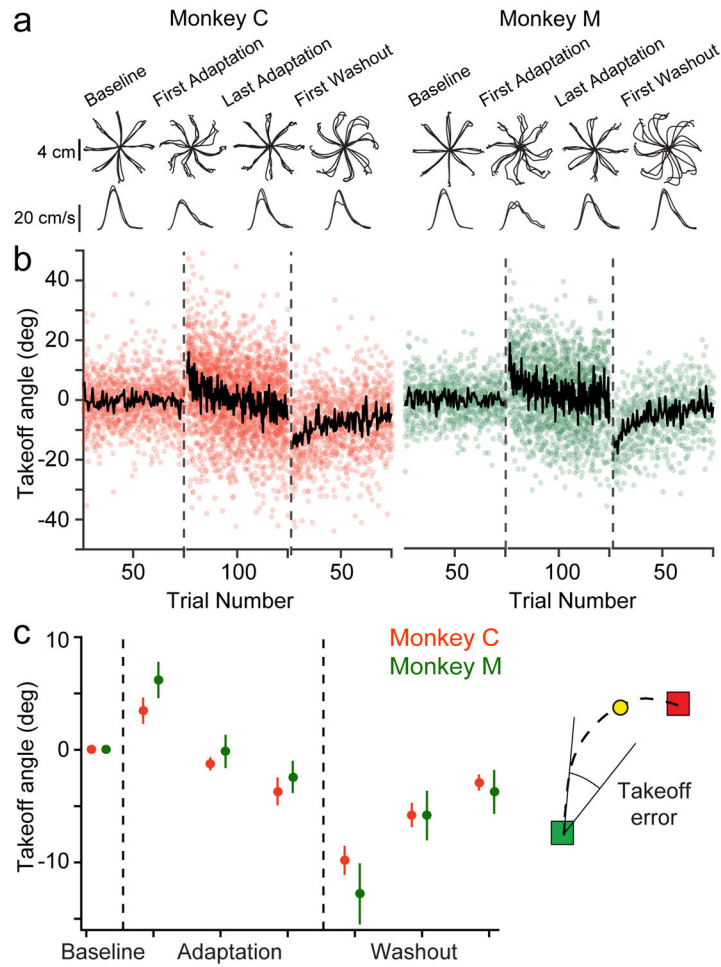 a
Monkey C Monkey M
Baseline First Adaptation Last Adaptation First Washout Baseline First Adaptation Last Adaptation First Washout
4 cm
20 cm/s
b
Takeoff angle (deg)
40
20
0
-20
-40
50 100 50 50 100 50
Trial Number Trial Number
c
Takeoff angle (deg)
10
0
-10
Monkey C
Monkey M
Takeoff
error
Baseline Adaptation Washout